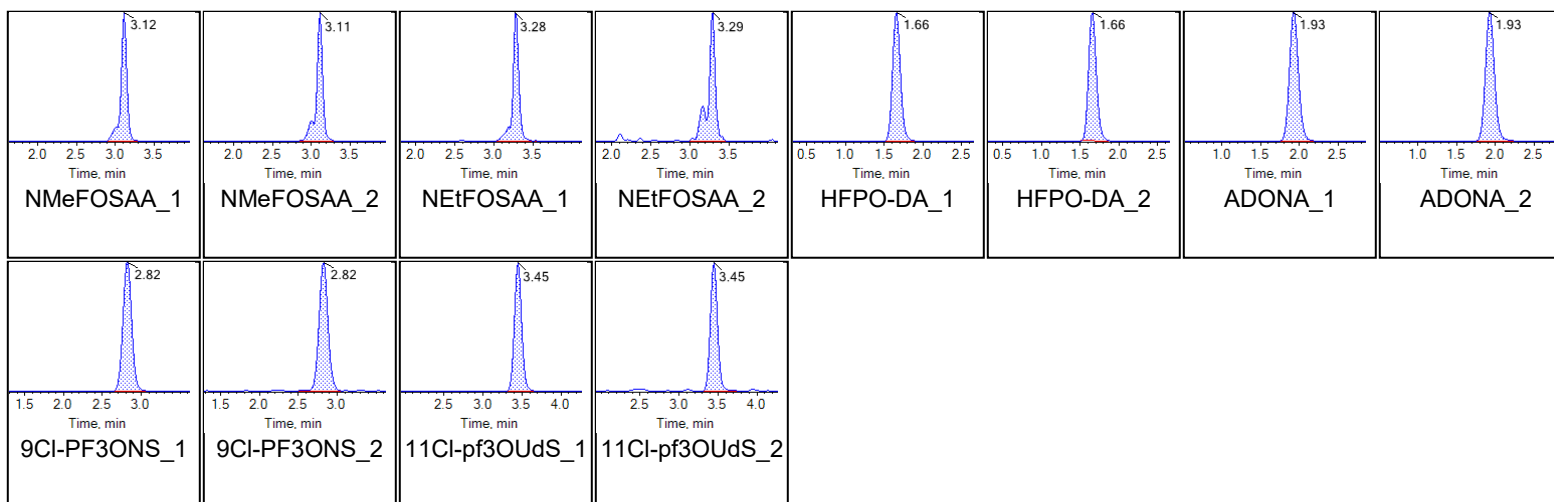 3.12 3.11 3.28 3.29 1.66 1.66 1.93 1.93
2.0 2.5 3.0 3.5 2.0 2.5 3.0 3.5 2.0 2.5 3.0 3.5 2.0 2.5 3.0 3.5 0.5 1.0 1.5 2.0 2.5 0.5 1.0 1.5 2.0 2.5 1.0 1.5 2.0 2.5 1.0 1.5 2.0 2.5
Time, min Time, min Time, min Time, min Time, min Time, min Time, min Time, min
NMeFOSAA_1 NMeFOSAA_2 NEtFOSAA_1 NEtFOSAA_2 HFPO-DA_1 HFPO-DA_2 ADONA_1 ADONA_2
2.82 2.82 3.45 3.45
1.5 2.0 2.5 3.0 1.5 2.0 2.5 3.0 2.5 3.0 3.5 4.0 2.5 3.0 3.5 4.0
Time, min Time, min Time, min Time, min
9Cl-PF3ONS_1 9Cl-PF3ONS_2 11Cl-pf3OUdS_1 11Cl-pf3OUdS_2